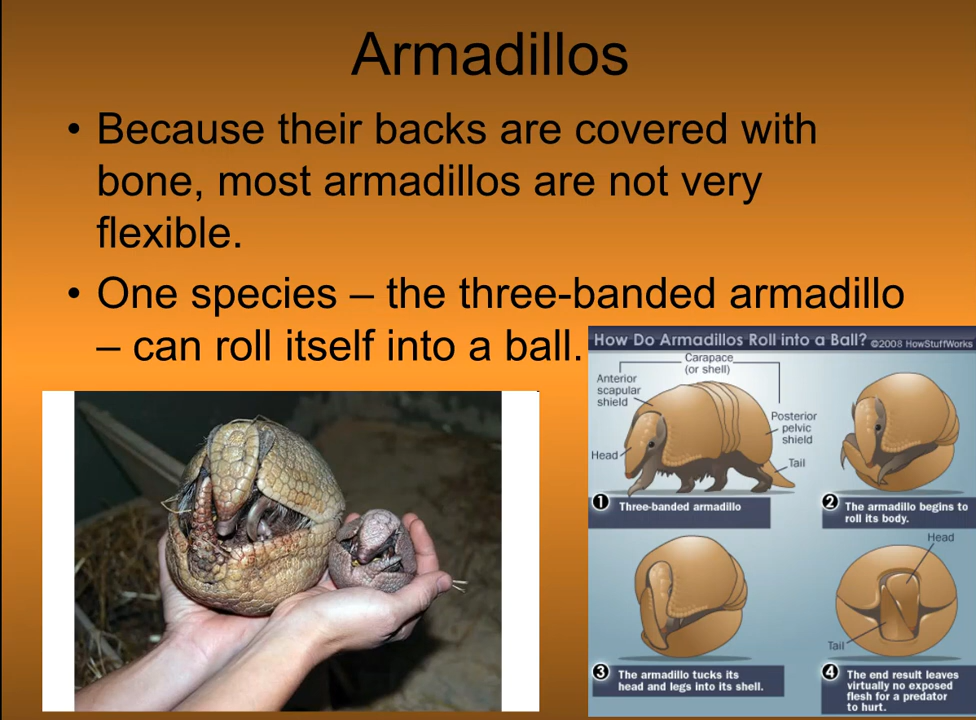 Armadillos
• Because their backs are covered with
bone, most armadillos are not very
flexible.
• One species – the three-banded armadillo
– can roll itself into a ball.
How Do Armadillos Roll into a Ball? ©2008 HowStuffWorks
Carapace
(or shell)
Anterior
scapular
shield
Posterior
pelvic
shield
Head
Tail
1 Three-banded armadillo
2 The armadillo begins to
roll its body.
Head
Tail
3 The armadillo tucks its
head and legs into its shell.
4 The end result leaves
virtually no exposed
flesh for a predator
to hurt.